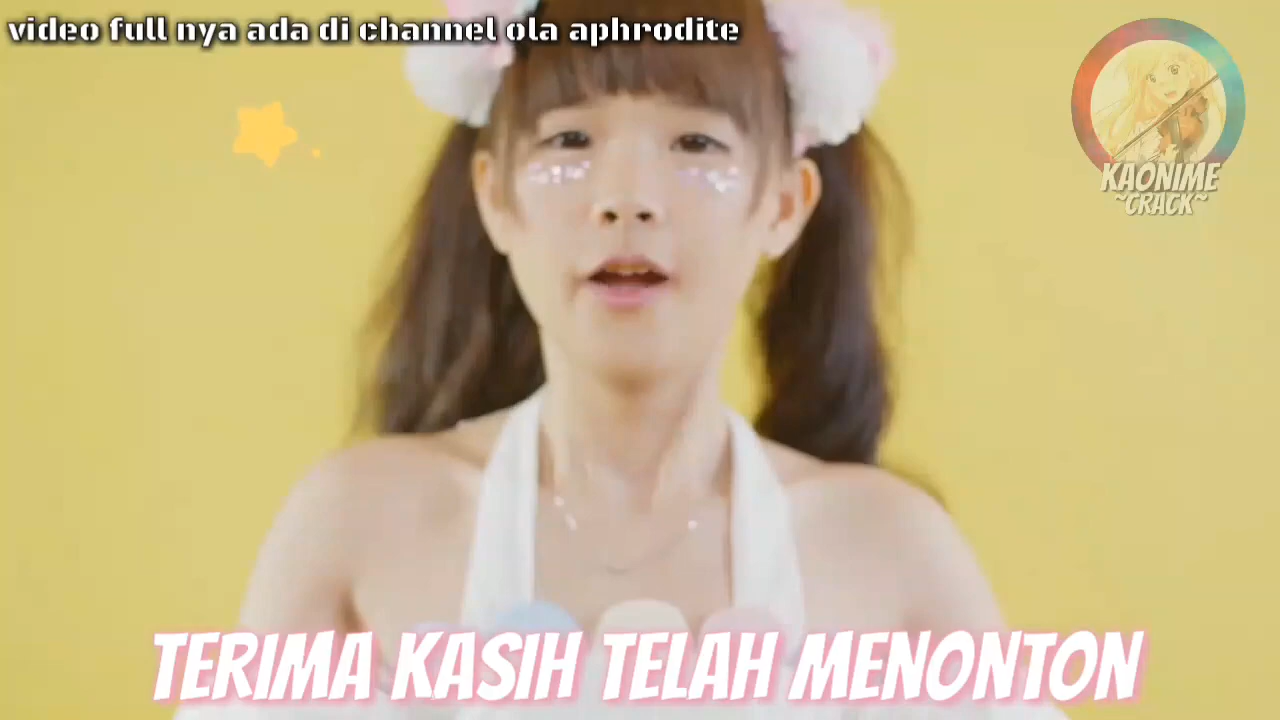 video full nya ada di channel ola aphrodite
KAONIME
~CRACK~
TERIMA KASIH TELAH MENONTON